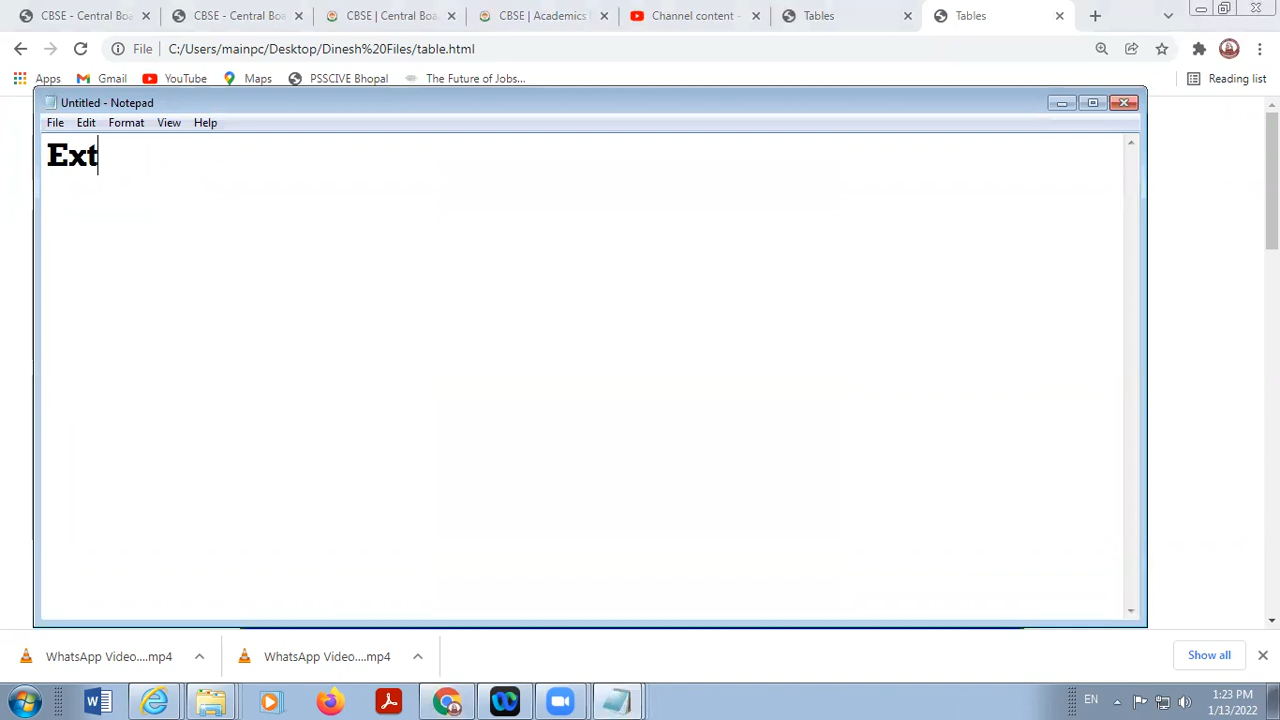 CBSE - Central Boa
CBSE - Central Boa
CBSE | Central Boa
CBSE | Academics
Channel content -
Tables
Tables
File C:/Users/mainpc/Desktop/Dinesh%20Files/table.html
Apps Gmail YouTube Maps PSSCIVE Bhopal The Future of Jobs... Reading list
Untitled - Notepad
File Edit Format View Help
Ext
WhatsApp Video....mp4 WhatsApp Video....mp4 Show all
EN 1:23 PM
1/13/2022